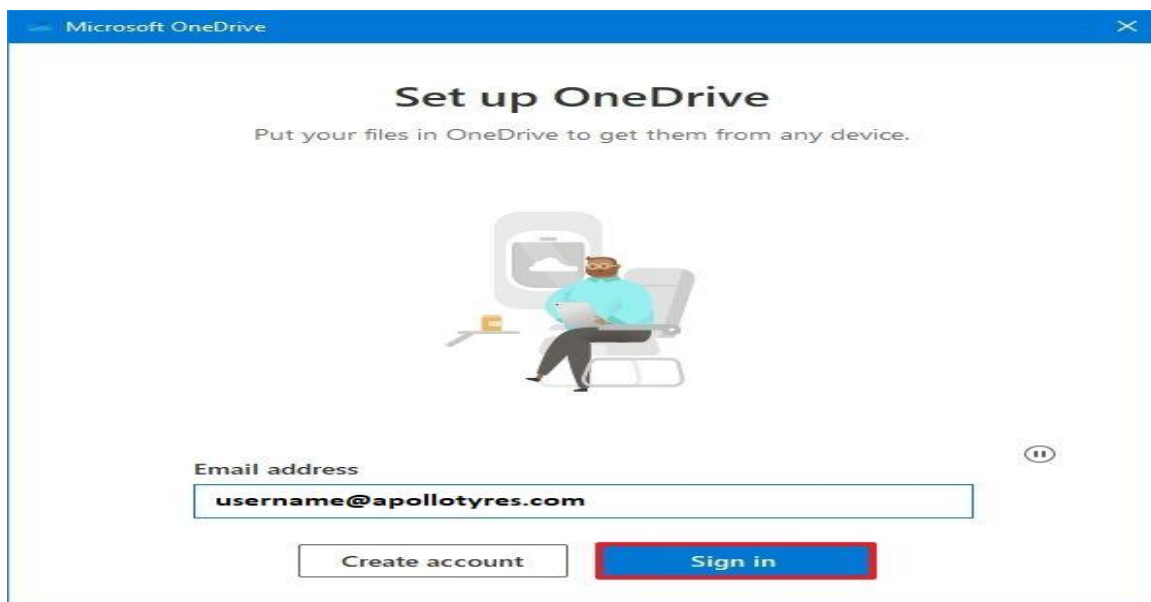 Microsoft OneDrive
Set up OneDrive
Put your files in OneDrive to get them from any device.
Email address
username@apollotyres.com
Create account
Sign in